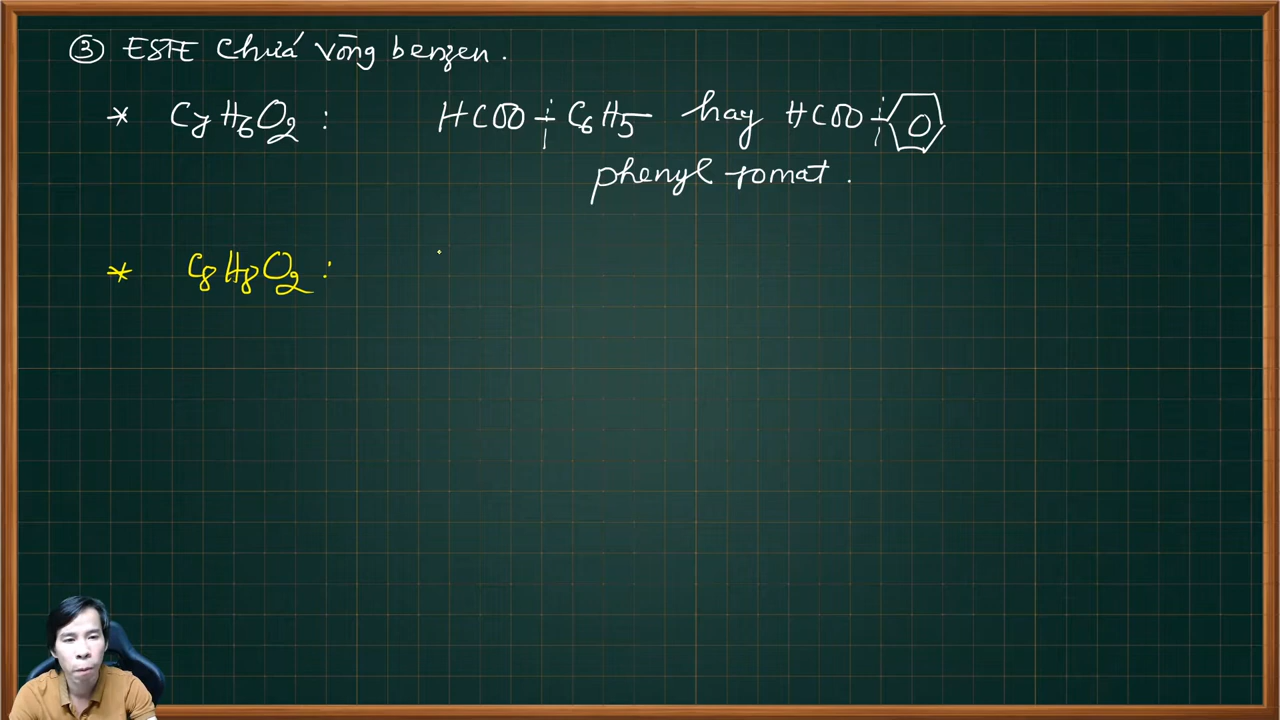 ③ ESTE chứa vòng benzen.
* C₇H₆O₂ : HCOO-C₆H₅ hay HCOO-
phenyl fomat.
* C₈H₈O₂ :